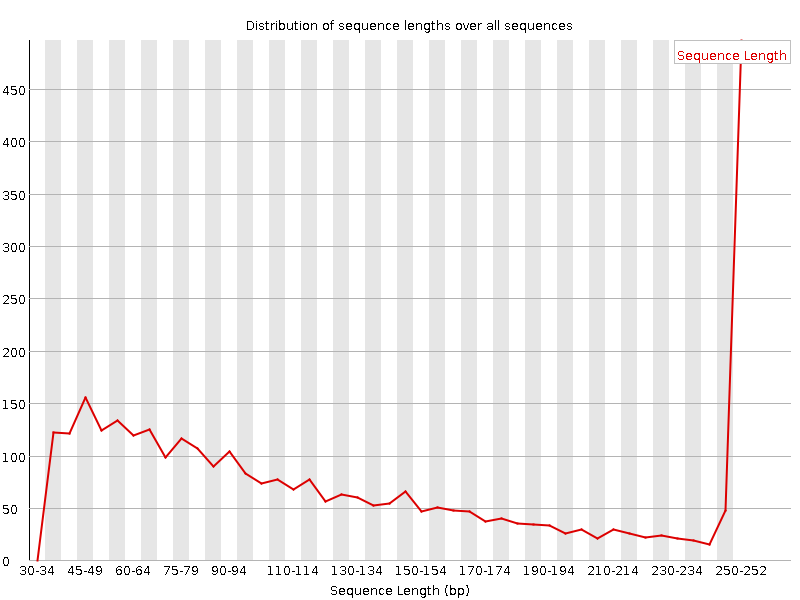 Distribution of sequence lengths over all sequences
Sequence Length
450
400
350
300
250
200
150
100
50
0
30-34 45-49 60-64 75-79 90-94 110-114 130-134 150-154 170-174 190-194 210-214 230-234 250-252
Sequence Length (bp)